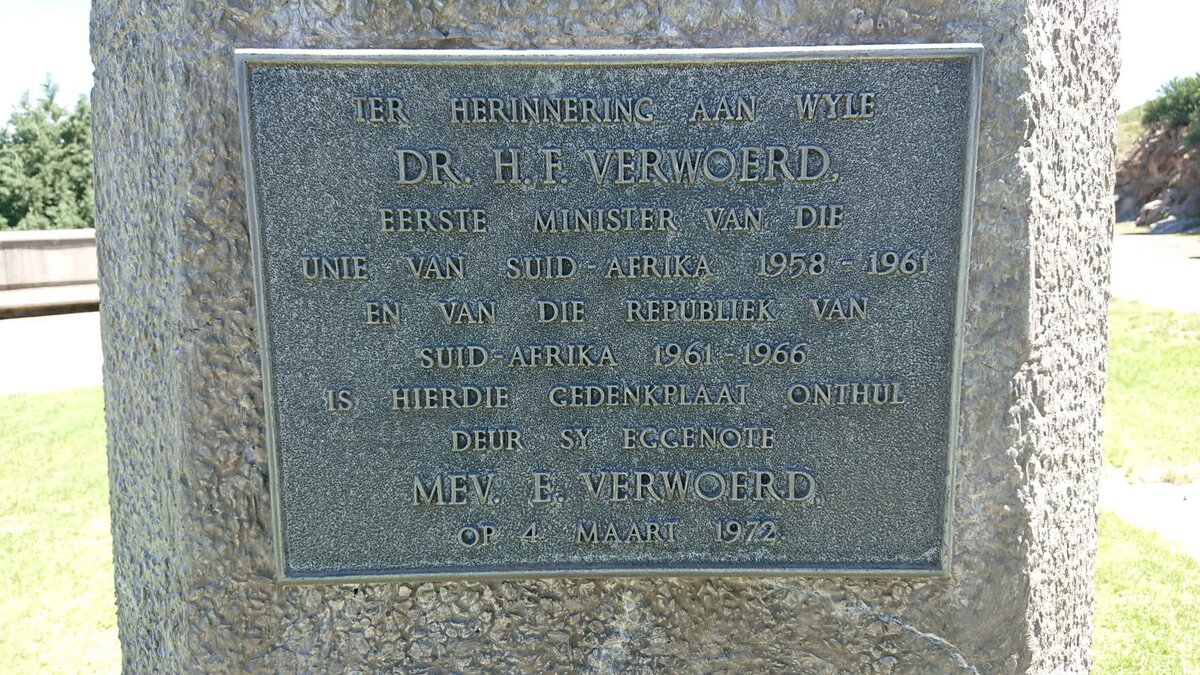 TER HERINNERING AAN WYLE
DR. H. F. VERWOERD,
EERSTE MINISTER VAN DIE
UNIE VAN SUID-AFRIKA 1958-1961
EN VAN DIE REPUBLIEK VAN
SUID-AFRIKA 1961-1966
IS HIERDIE GEDENKPLAAT ONTHUL
DEUR SY EGGENOTE
MEV. E. VERWOERD,
OP 4 MAART 1972.